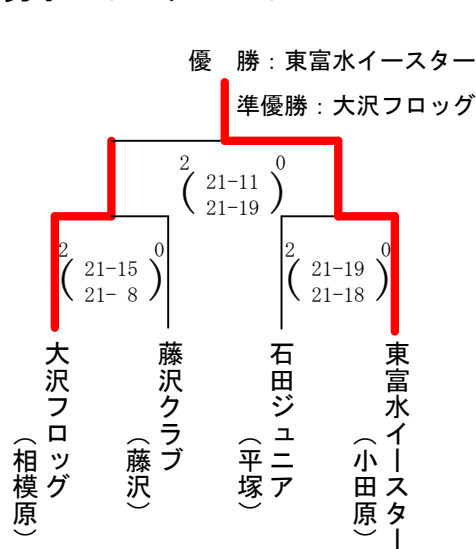 優　勝：東富水イースター
準優勝：大沢フロッグ
2 ( 21-11 ) 0
21-19
2 ( 21-15 ) 0
21- 8
2 ( 21-19 ) 0
21-18
大沢フロッグ
（相模原）
藤沢クラブ
（藤沢）
石田ジュニア
（平塚）
東富水イースター
（小田原）